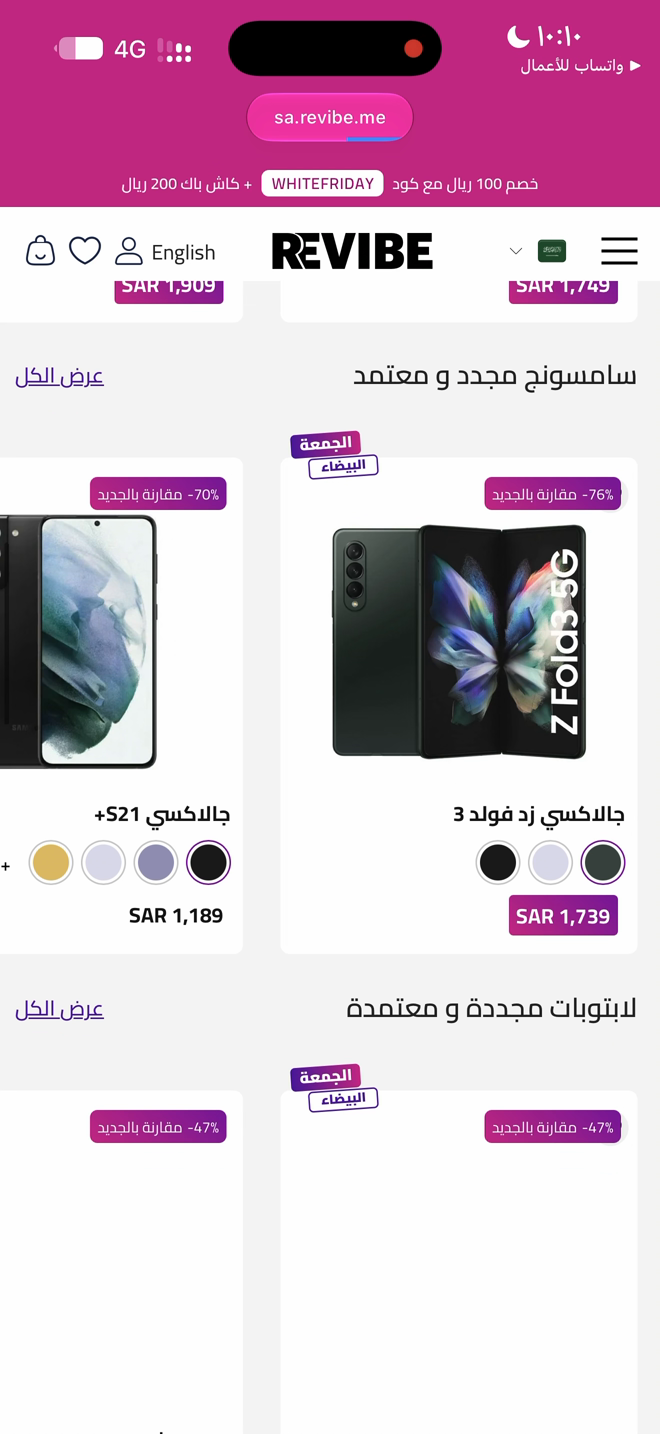 ١٠:١٠
4G
◀ واتساب للأعمال
sa.revibe.me
خصم 100 ريال مع كود WHITEFRIDAY + كاش باك 200 ريال
REVIBE
English
SAR 1,749
SAR 1,909
سامسونج مجدد و معتمد
عرض الكل
الجمعة
البيضاء
-76% مقارنة بالجديد
-70% مقارنة بالجديد
Z Fold3 5G
جالاكسي زد فولد 3
جالاكسي S21+
+
SAR 1,739
SAR 1,189
لابتوبات مجددة و معتمدة
عرض الكل
الجمعة
البيضاء
-47% مقارنة بالجديد
-47% مقارنة بالجديد